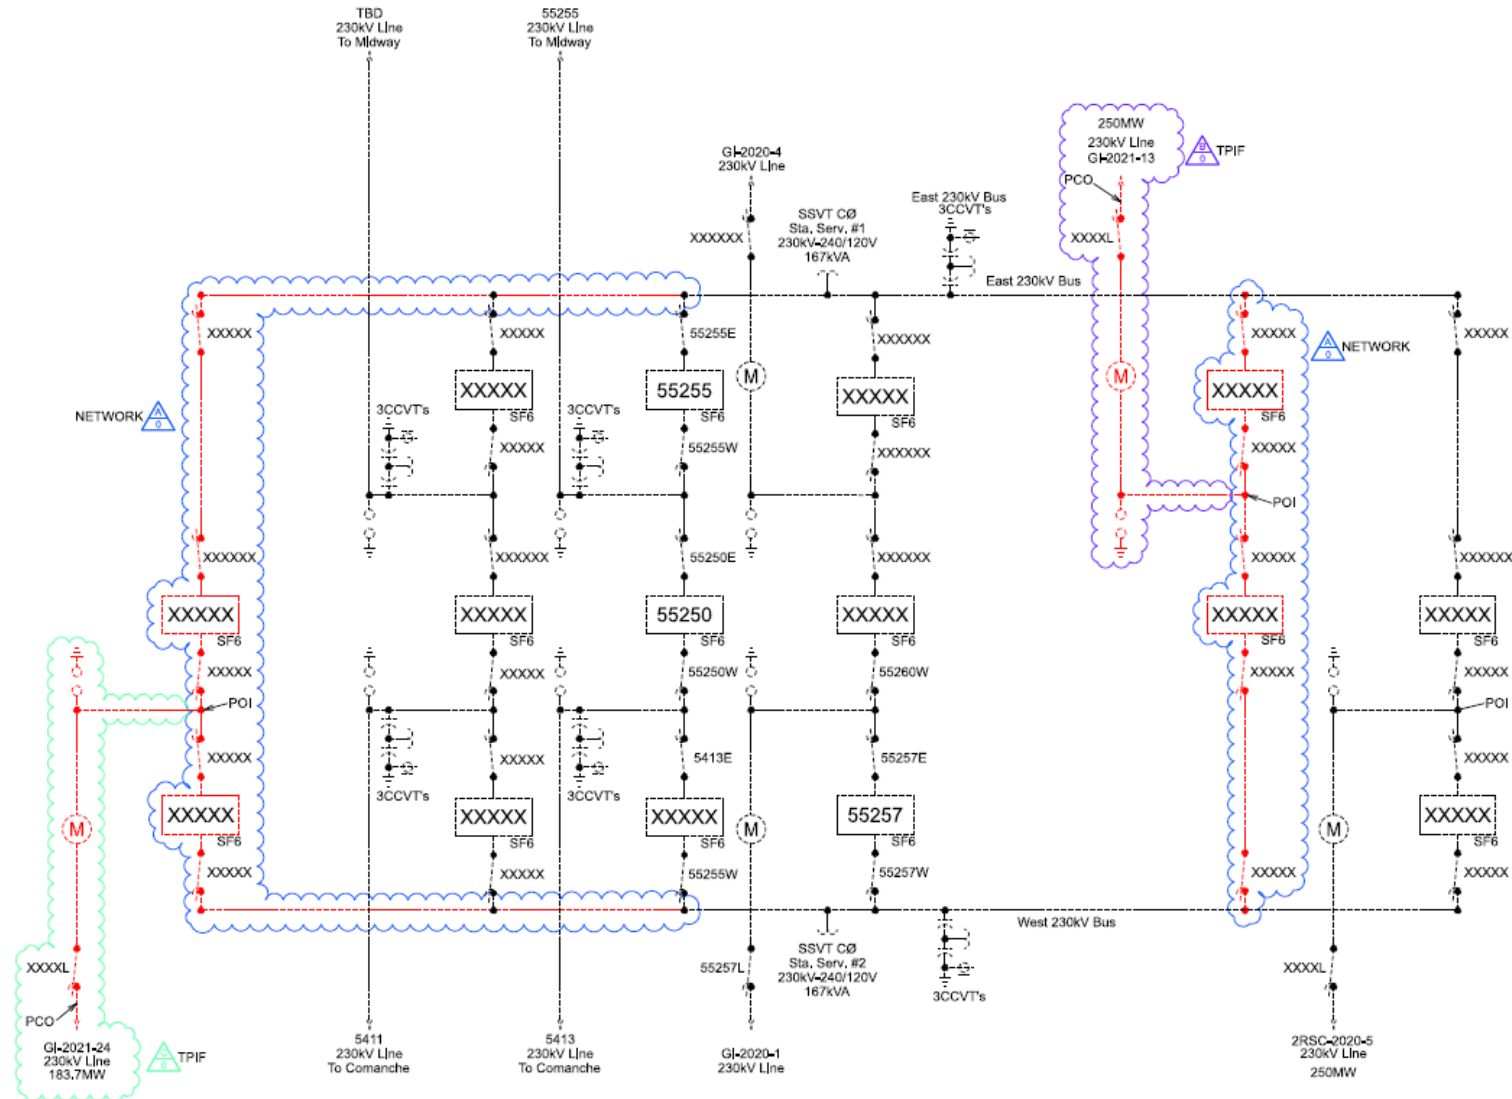 TBD
230kV Line
To Midway
55255
230kV Line
To Midway
250MW
230kV Line
GI-2021-13
B
0
TPIF
PCO
XXXXL
GI-2020-4
230kV Line
XXXXXX
SSVT CØ
Sta. Serv. #1
230kV-240/120V
167kVA
East 230kV Bus
3CCVT's
East 230kV Bus
XXXXX
XXXXX
55255E
XXXXXX
XXXXX
XXXXX
A
0
NETWORK
M
M
XXXXX
SF6
55255
SF6
XXXXX
SF6
XXXXX
SF6
NETWORK
A
0
3CCVT's
3CCVT's
XXXXX
55255W
XXXXXX
XXXXX
POI
XXXXXX
XXXXXX
55250E
XXXXXX
XXXXX
XXXXXX
XXXXX
SF6
XXXXX
SF6
55250
SF6
XXXXX
SF6
XXXXX
SF6
XXXXX
SF6
XXXXX
XXXXX
55250W
55260W
XXXXX
XXXXX
POI
POI
XXXXX
XXXXX
5413E
55257E
XXXXX
3CCVT's
3CCVT's
M
XXXXX
SF6
XXXXX
SF6
XXXXX
SF6
M
55257
SF6
M
XXXXX
SF6
XXXXX
XXXXX
55255W
55257W
XXXXX
XXXXX
West 230kV Bus
SSVT CØ
Sta. Serv. #2
230kV-240/120V
167kVA
3CCVT's
XXXXL
55257L
XXXXL
PCO
GI-2021-24
230kV Line
183.7MW
0
TPIF
5411
230kV Line
To Comanche
5413
230kV Line
To Comanche
GI-2020-1
230kV Line
2RSC-2020-5
230kV Line
250MW